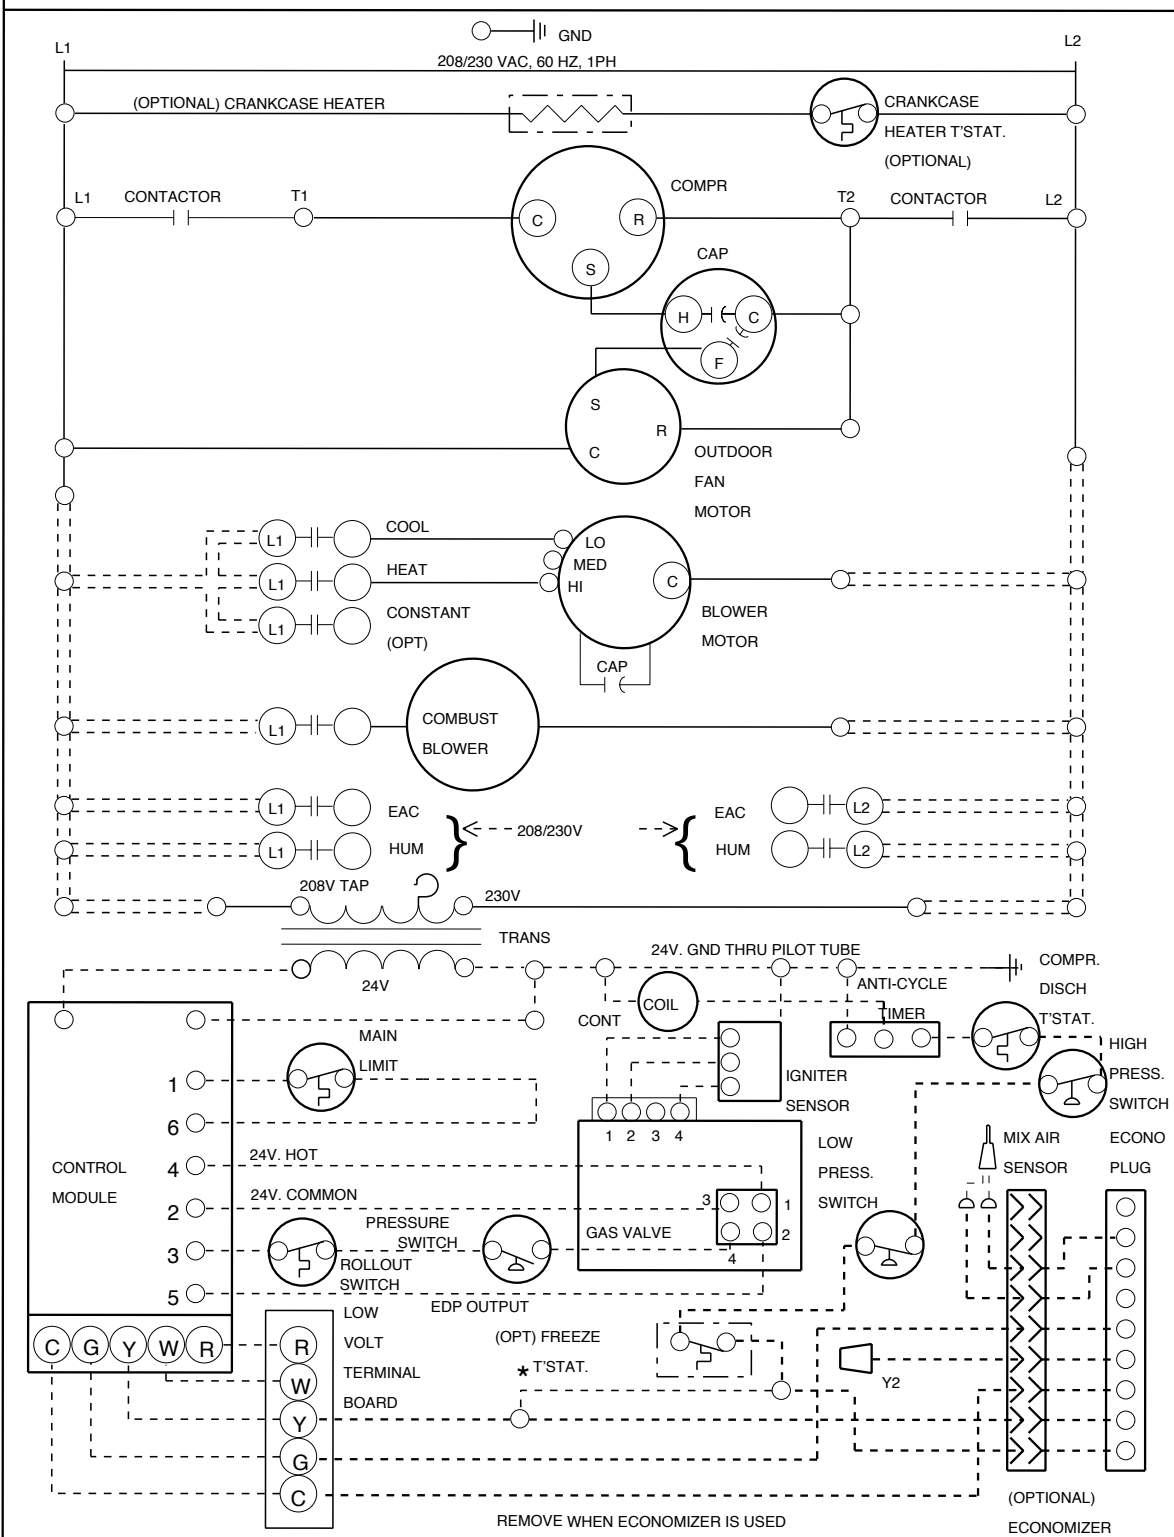 GND
L1
L2
208/230 VAC, 60 HZ, 1PH
(OPTIONAL) CRANKCASE HEATER
CRANKCASE
HEATER T'STAT.
(OPTIONAL)
L1
CONTACTOR
T1
COMPR
C
R
S
T2
CONTACTOR
L2
CAP
H
C
F
S
R
C
OUTDOOR
FAN
MOTOR
L1
COOL
LO
MED
HI
L1
HEAT
C
L1
CONSTANT
(OPT)
BLOWER
MOTOR
CAP
L1
COMBUST
BLOWER
L1
EAC
L1
HUM
208/230V
EAC
L2
HUM
L2
208V TAP
230V
TRANS
24V
24V. GND THRU PILOT TUBE
COMPR.
DISCH
T'STAT.
ANTI-CYCLE
TIMER
CONT
COIL
MAIN
LIMIT
IGNITER
SENSOR
HIGH
PRESS.
SWITCH
1
6
4
2
3
5
CONTROL
MODULE
24V. HOT
24V. COMMON
1 2 3 4
LOW
PRESS.
SWITCH
MIX AIR
SENSOR
ECONO
PLUG
3
1
2
4
GAS VALVE
PRESSURE
SWITCH
ROLLOUT
SWITCH
EDP OUTPUT
C G Y W R
LOW
VOLT
TERMINAL
BOARD
R
W
Y
G
C
(OPT) FREEZE
* T'STAT.
Y2
(OPTIONAL)
ECONOMIZER
REMOVE WHEN ECONOMIZER IS USED